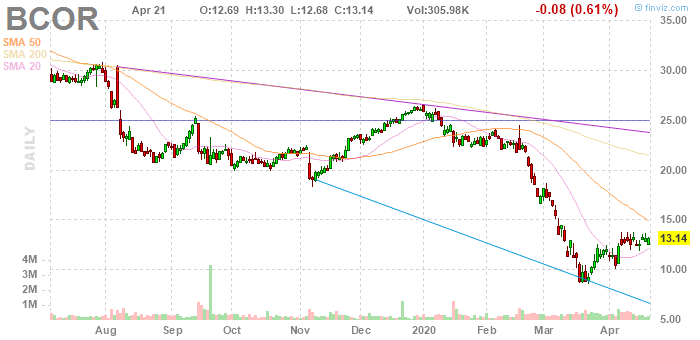 BCOR Apr 21 O:12.69 H:13.30 L:12.68 C:13.14 Vol:305.98K -0.08 (0.61%) © finviz.com
SMA 50
SMA 200
SMA 20
DAILY
35.00
30.00
25.00
20.00
15.00
13.14
10.00
5.00
4M
3M
2M
1M
Aug Sep Oct Nov Dec 2020 Feb Mar Apr